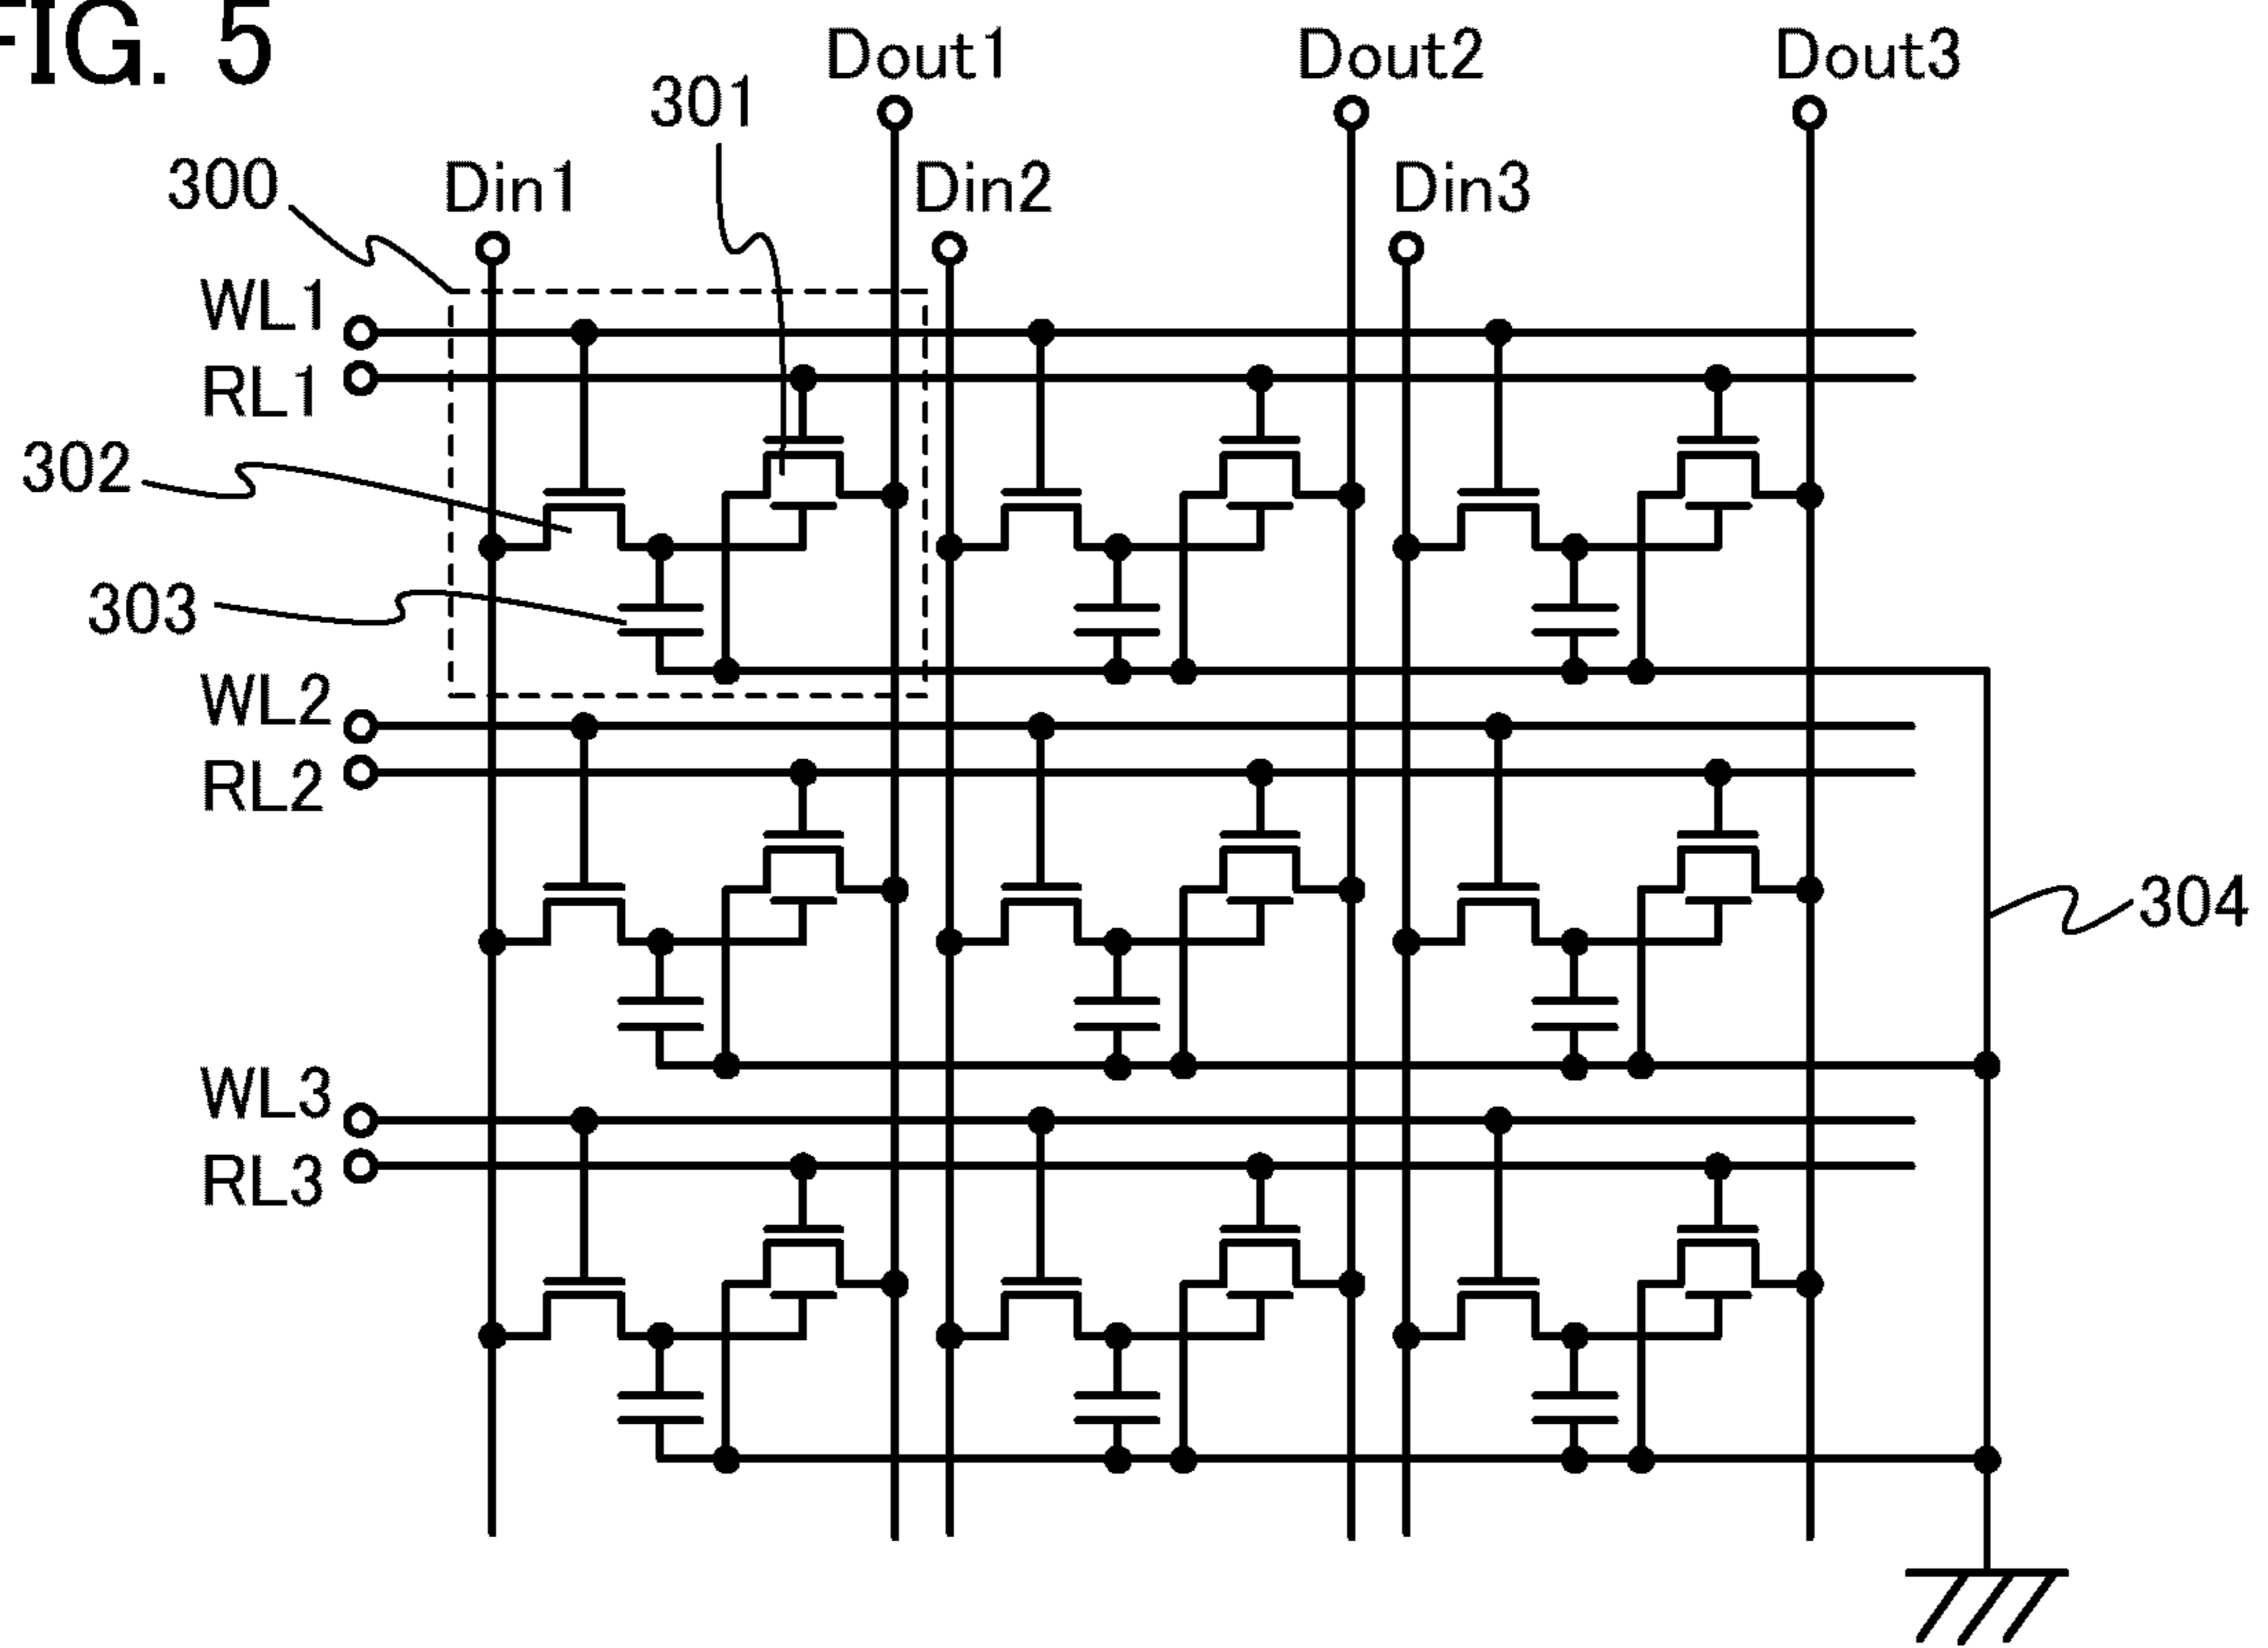 FIG. 5
Dout1 Dout2 Dout3
301
300
Din1 Din2 Din3
WL1
RL1
302
303
WL2
RL2
304
WL3
RL3